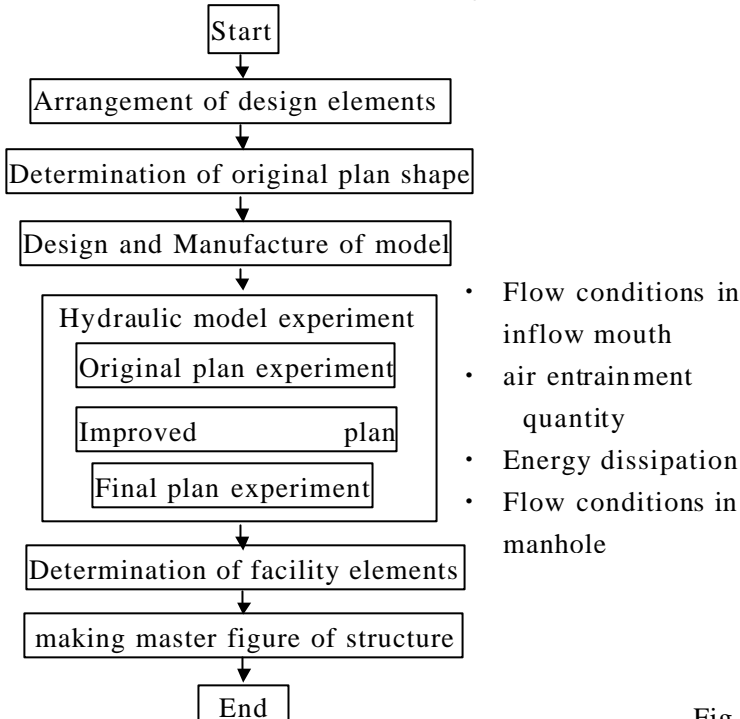 Start
Arrangement of design elements
Determination of original plan shape
Design and Manufacture of model
Hydraulic model experiment
Original plan experiment
Improved plan
Final plan experiment
・ Flow conditions in
inflow mouth
・ air entrainment
quantity
・ Energy dissipation
・ Flow conditions in
manhole
Determination of facility elements
making master figure of structure
End
Fig